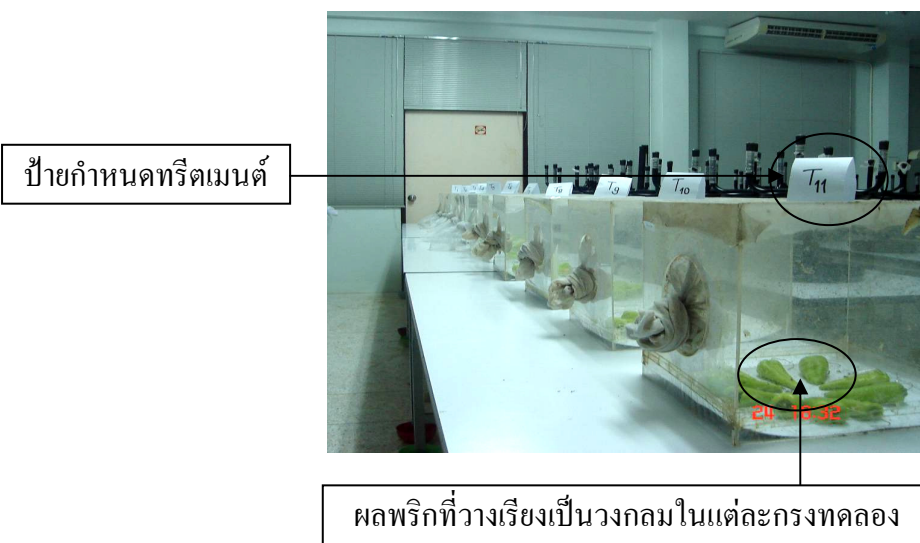 ป้ายกำหนดทรีตเมนต์
T9
T10
T11
24 18:32
ผลพริกที่วางเรียงเป็นวงกลมในแต่ละกรงทดลอง